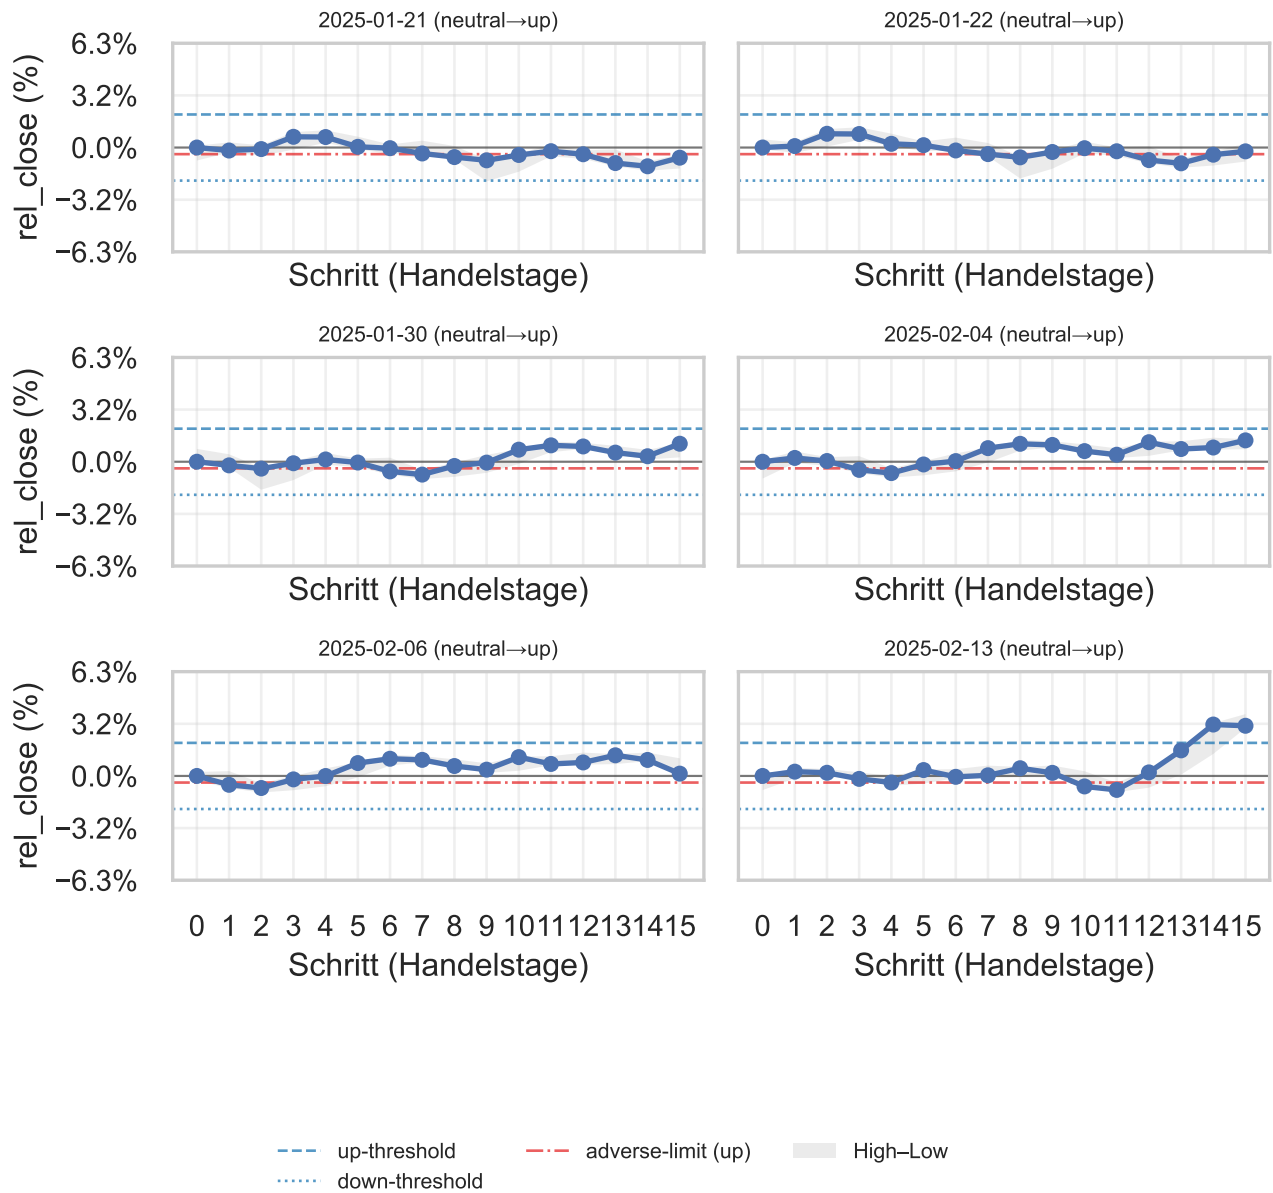 2025-01-21 (neutral→up)
2025-01-22 (neutral→up)
6.3%
3.2%
0.0%
−3.2%
−6.3%
rel_close (%)
Schritt (Handelstage)
Schritt (Handelstage)
2025-01-30 (neutral→up)
2025-02-04 (neutral→up)
6.3%
3.2%
0.0%
−3.2%
−6.3%
rel_close (%)
Schritt (Handelstage)
Schritt (Handelstage)
2025-02-06 (neutral→up)
2025-02-13 (neutral→up)
6.3%
3.2%
0.0%
−3.2%
−6.3%
rel_close (%)
0 1 2 3 4 5 6 7 8 9 10 11 12 13 14 15
0 1 2 3 4 5 6 7 8 9 10 11 12 13 14 15
Schritt (Handelstage)
Schritt (Handelstage)
up-threshold
down-threshold
adverse-limit (up)
High–Low